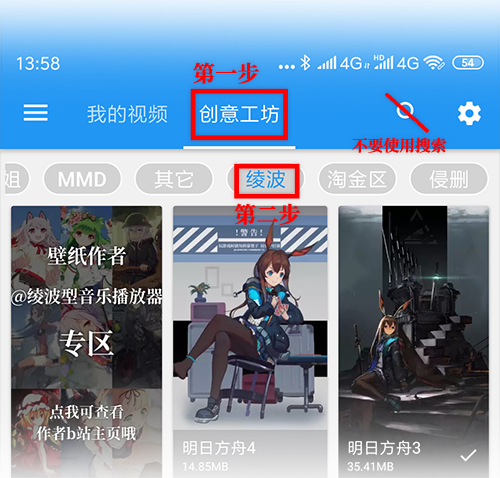 第一步
13:58
4G
HD
4G
54
我的视频
创意工坊
不要使用搜索
姐
MMD
其它
绫波
淘金区
侵删
第二步
壁纸作者
@绫波型音乐播放器
专区
点我可查看
作者b站主页哦
！警告！
明日方舟4
14.85MB
明日方舟3
35.41MB